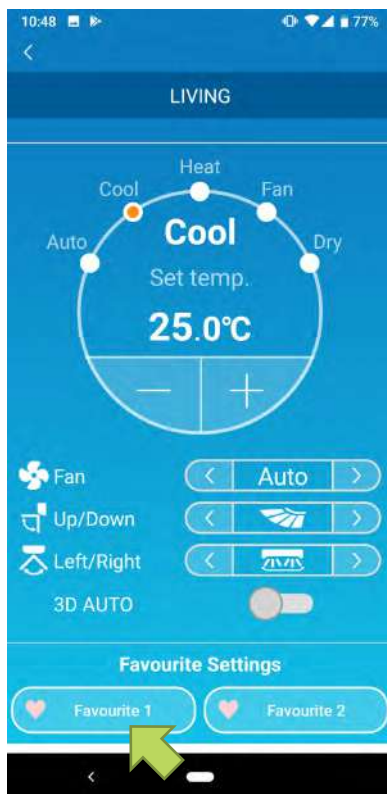 10:48 77%
LIVING
Heat
Cool Fan
Auto Cool Dry
Set temp.
25.0°C
Fan Auto
Up/Down
Left/Right
3D AUTO
Favourite Settings
Favourite 1 Favourite 2